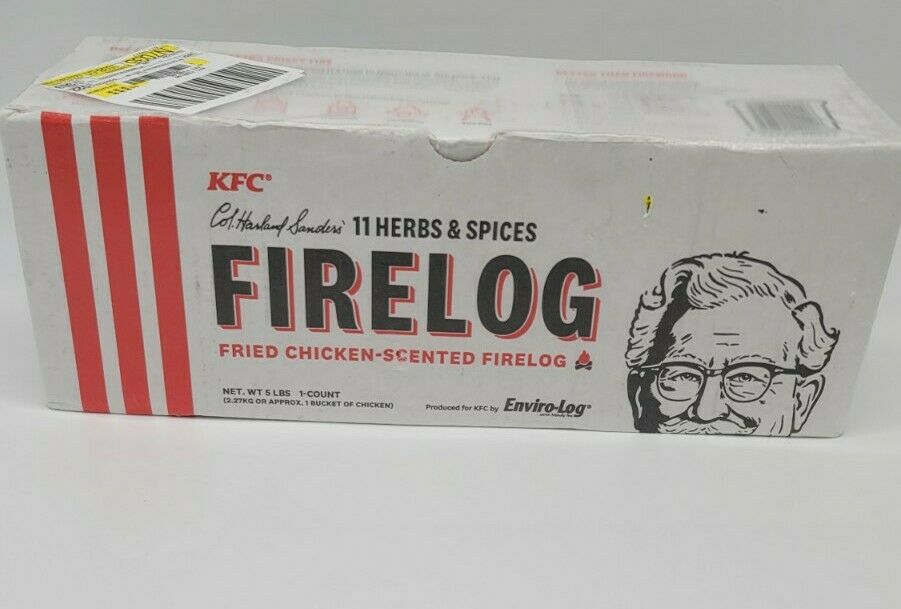 BETTER THAN FIREWOOD
KFC®
Col. Harland Sanders' 11 HERBS & SPICES
FIRELOG
FRIED CHICKEN-SCENTED FIRELOG
NET. WT 5 LBS 1-COUNT
(2.27KG OR APPROX. 1 BUCKET OF CHICKEN)
Produced for KFC by Enviro-Log®